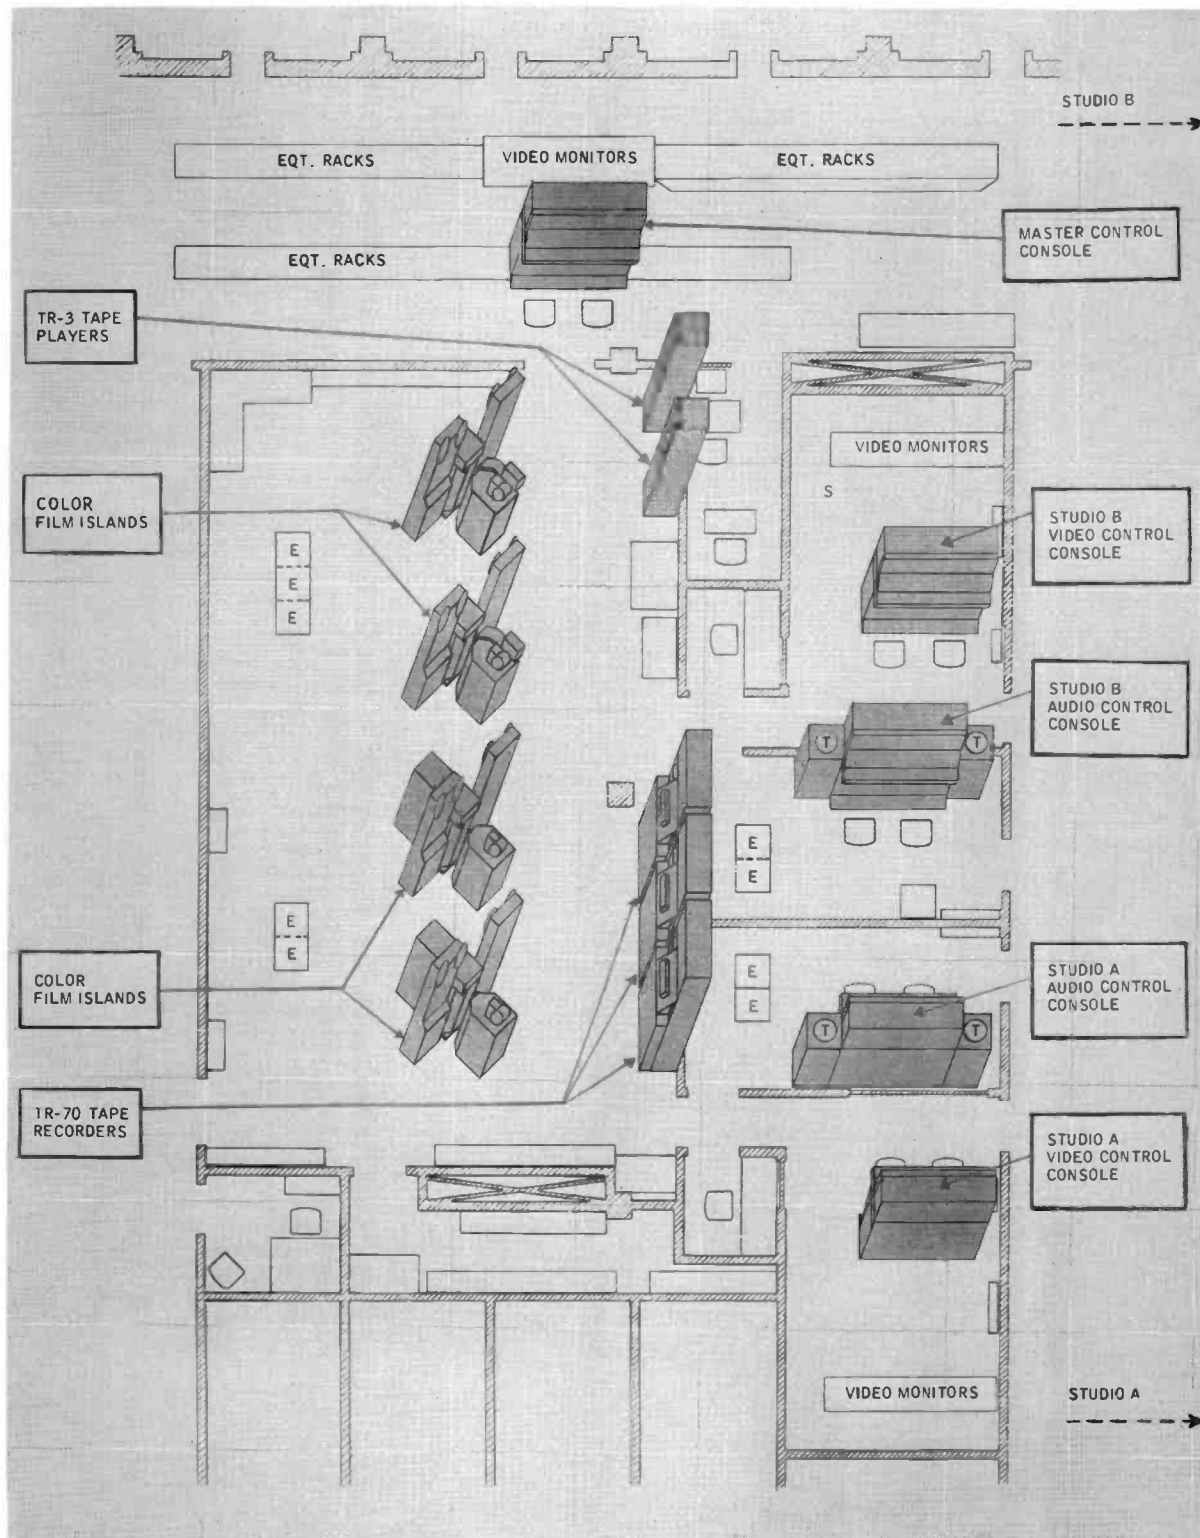 STUDIO B
EQT. RACKS
VIDEO MONITORS
EQT. RACKS
MASTER CONTROL
CONSOLE
EQT. RACKS
TR-3 TAPE
PLAYERS
VIDEO MONITORS
S
COLOR
FILM ISLANDS
STUDIO B
VIDEO CONTROL
CONSOLE
E
E
E
STUDIO B
AUDIO CONTROL
CONSOLE
T
T
E
E
E
E
COLOR
FILM ISLANDS
E
E
STUDIO A
AUDIO CONTROL
CONSOLE
T
T
TR-70 TAPE
RECORDERS
STUDIO A
VIDEO CONTROL
CONSOLE
VIDEO MONITORS
STUDIO A